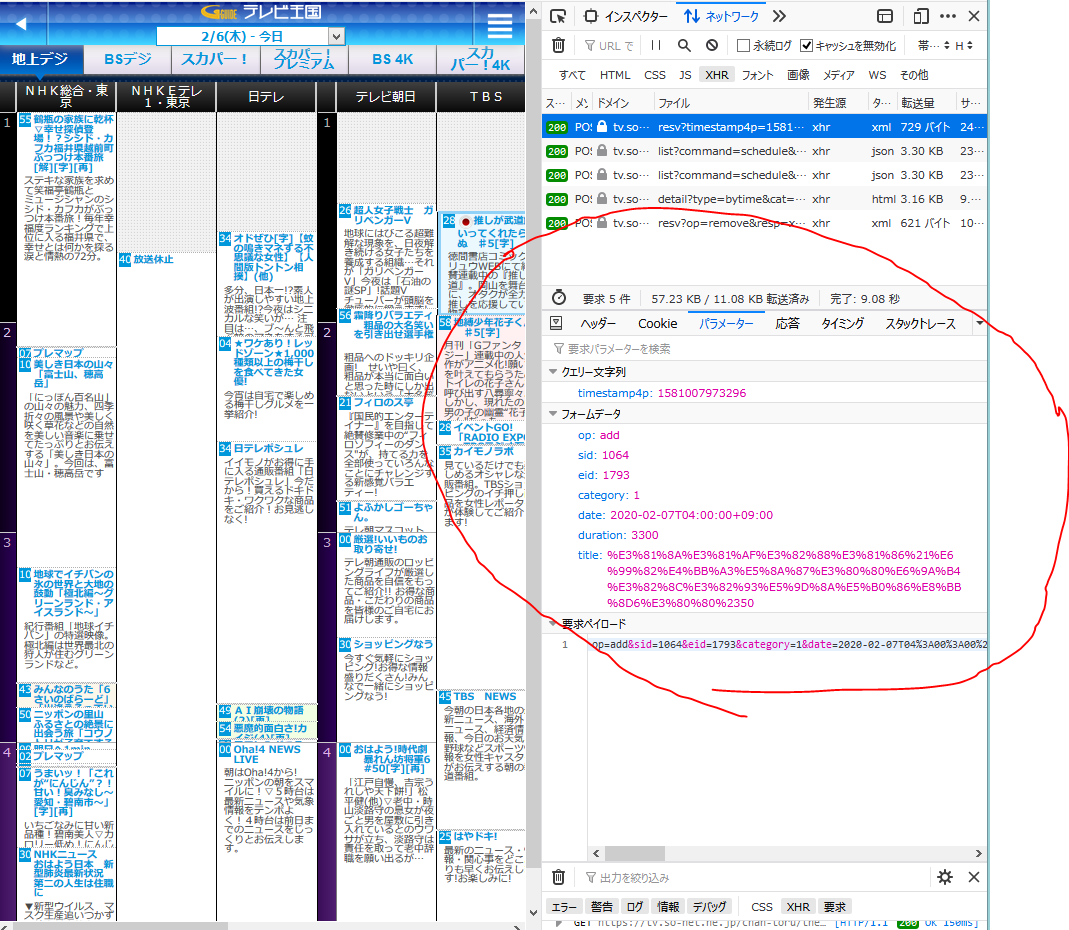 G GUIDE テレビ王国
2/6(木) - 今日
地上デジ
BSデジ
スカパー！
スカパー！
プレミアム
BS 4K
スカ
パー！4K
ＮＨＫ総合・東
京
ＮＨＫＥテレ
１・東京
日テレ
テレビ朝日
ＴＢＳ
1
55 鶴瓶の家族に乾杯
▽幸せ探偵登
場！？シシド・カ
フカ福井県越前町
ぶっつけ本番旅
[解][字][再]
ステキな家族を求め
て笑福亭鶴瓶と
ミュージシャンのシ
シド・カフカがぶっ
つけ本番旅！毎年幸
福度ランキングで上
位に入る福井県で、
幸せとは何かを探る
涙と情熱の72分。
2
07 プレマップ
10 美しき日本の山々
「富士山、穂高
岳」
「にっぽん百名山」
の山々の魅力、四季
折々の風景や美しく
咲く草花などの自然
を美しい音楽に乗せ
てたっぷりとお伝え
する「美しき日本の
山々」。今回は、富
士山・穂高岳です
3
10 地球でイチバンの
氷の世界と大地の
鼓動「極北編～グ
リーンランド・ア
イスランド～」
紀行番組「地球イチ
バン」の特選映像。
極北編は世界最北の
狩人が住むグリーン
ランドなど。
43 みんなのうた「６
さいのばらーど」
50 ニッポンの里山
ふるさとの絶景に
出会う旅「コウノ
4
02 プレマップ
07 うまいッ！「これ
が“にんじん”？！
甘い！臭みなし～
愛知・碧南市～」
[字][再]
いちごなみに甘い新
品種！碧南美人▽カ
ロリー低め！にんじ
30 NHKニュース
おはよう日本　新
型肺炎最新状況
第二の人生は住職
に
▼新型ウイルス　マ
スク生産追いつかず
40 放送休止
34 オドぜひ[字]【蚊
の鳴きマネする不
思議な女性】【人
間版トントン相
撲】(他)
多分、日本一!?素人
が出演しやすい地上
波番組!?今夜はシニ
カルな笑いが… 注
目は…、ブ～んと飛
04 ★ワケあり！レッ
ドゾーン★1,000
種類以上の梅干し
を食べてきた女
優!
今宵は自宅で楽しめ
る梅干しグルメを一
挙紹介!
34 日テレポシュレ
イイモノがお得に手
に入る通販番組「日
テレポシュレ」今だ
から！買えるドキド
キ・ワクワクな商品
をご紹介！お見逃し
なく!
49 ＡＩ崩壊の物語
(2)[再]
54 悪魔的面白さ!カイ
00 Oha!4 NEWS
LIVE
朝はOha!4から!
ニッポンの朝をスマ
イルに！▽５時台は
最新ニュースや気象
情報をテンポよ
く！４時台は前日ま
でのニュースをじっ
くりとお伝えしま
す。
1
2
3
4
26 超人女子戦士　ガ
リベンガーV
地球にはびこる超難
解な現象を、日夜解
き続ける女子たちを
養成する組織…それ
が「ガリベンガー
V」今夜は「石油の
謎SP」!話題V
チューバーが頭脳を
56 霜降りバラエティ
粗品の大名笑い
を引き出せ選手権
粗品へのドッキリ企
画!　せいや曰く、
粗品が本当に面白い
と思った時にしか出
21 フィロのス亭
『国民的エンターテ
イナー』を目指して
絶賛修業中の“フィ
ロソフィーのダン
ス”が、持てる力を
全部使っていろんな
ことにチャレンジす
る新感覚バラエ
ティー!
51 よふかしゴーちゃ
ん。
テレ朝マスコット
00 厳選!いいものお
取り寄せ!
テレ朝通販のロッピ
ングライフが厳選し
た商品を自信をもっ
てご紹介!! お得な商
品・こだわりの商品
を皆様のご自宅にお
届けします。
30 ショッピングなう
今すぐ気軽にショッ
ピング!お得な情報
盛りだくさん!みん
なで一緒にショッピ
ングなう!
00 おはよう!時代劇
暴れん坊将軍6
#50[字][再]
「江戸自慢、吉宗う
れしや天下餅!」松
平健(他)▽老中・時
山淡路守の息女が夜
ごと男を屋敷に引き
入れているとのウワ
サが立ち、淡路守は
責任を取って老中辞
職を願い出るが…
28 推しが武道館
いってくれたら
ぬ　＃5[字]
徳間書店コミック
リュウWEBにて絶
賛連載中の『推し
道』。岡山を舞台
に、オタクが全力
で推しを応援してい
58 地縛少年花子く
＃5[字]
月刊「Gファンタ
ジー」連載中の人
作がアニメ化!願い
を叶えてもらうた
トイレの花子さん
呼び出す八尋寧々
しかし、現れたの
男の子の幽霊“花子
28 イベントGO!
「RADIO EXPO
35 カイモノラボ
見ているだけでも楽
しめるオシャレな通
販番組。TBSショッ
ピングのイチ押し商
品を女性レポーター
が体験してご紹介し
ます!
45 TBS　NEWS
今朝の日本各地の最
新ニュース、海外
ニュース、経済情
報、今日のお天気、
野球などスポーツ情
報を女性キャスター
がお伝えする朝の報
道番組。
25 はやドキ!
最新のニュース・情
報・関心事をどこよ
りも早くお伝えしま
す!お楽しみに!
インスペクター
ネットワーク
URL で
永続ログ
キャッシュを無効化
帯…
H
すべて HTML CSS JS XHR フォント 画像 メディア WS その他
ス… メン ドメイン ファイル 発生源 タ… 転送量 サ…
200 POS tv.so… resv?timestamp4p=1581… xhr xml 729 バイト 24…
200 POS tv.so… list?command=schedule&… xhr json 3.30 KB 23…
200 POS tv.so… list?command=schedule&… xhr json 3.30 KB 23…
200 POS tv.so… detail?type=bytime&cat=… xhr html 3.16 KB 9.…
200 POS tv.so… resv?op=remove&resp=x… xhr xml 621 バイト 10…
要求 5 件 57.23 KB / 11.08 KB 転送済み 完了: 9.08 秒
ヘッダー Cookie パラメーター 応答 タイミング スタックトレース
要求パラメーターを検索
クエリー文字列
timestamp4p: 1581007973296
フォームデータ
op: add
sid: 1064
eid: 1793
category: 1
date: 2020-02-07T04:00:00+09:00
duration: 3300
title: %E3%81%8A%E3%81%AF%E3%82%88%E3%81%86%21%E6
%99%82%E4%BB%A3%E5%8A%87%E3%80%80%E6%9A%B4
%E3%82%8C%E3%82%93%E5%9D%8A%E5%B0%86%E8%BB
%8D6%E3%80%80%2350
要求ペイロード
1 op=add&sid=1064&eid=1793&category=1&date=2020-02-07T04%3A00%3A00%2
出力を絞り込み
エラー 警告 ログ 情報 デバッグ CSS XHR 要求
GET https://tv.so-net.ne.jp/chan-toru/the… [HTTP/1.1 200 OK 150ms]